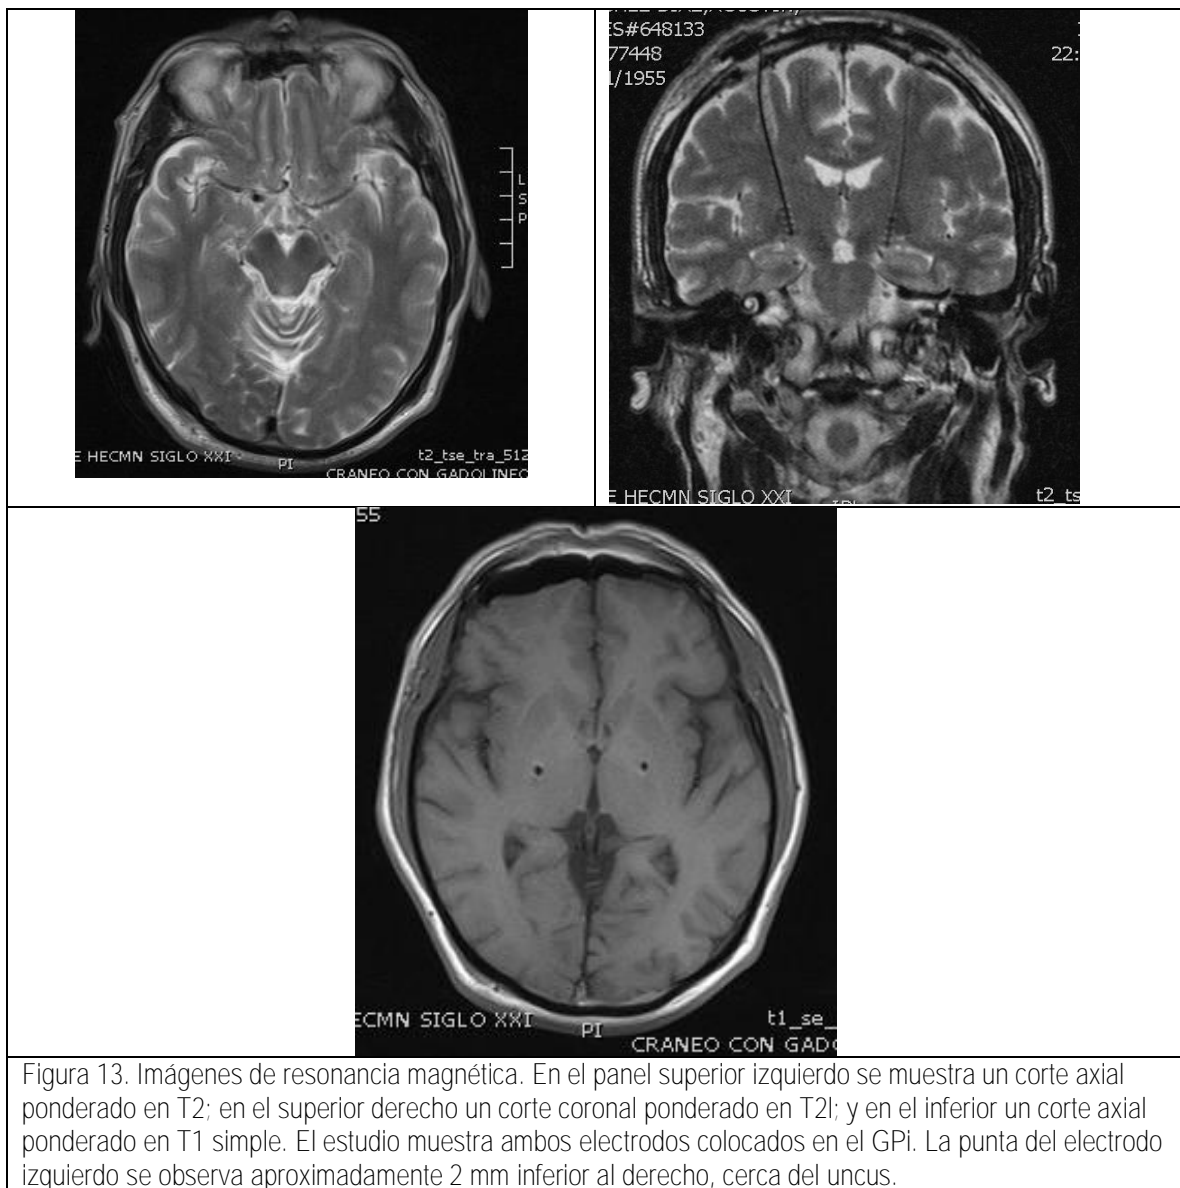 L
S
P
E HECMN SIGLO XXI
PI
t2_tse_tra_512
CRANEO CON GADOLINEO
ES#648133
77448
22:
1/1955
E HECMN SIGLO XXI
t2_ts
55
ECMN SIGLO XXI
PI
t1_se_
CRANEO CON GAD
Figura 13. Imágenes de resonancia magnética. En el panel superior izquierdo se muestra un corte axial
ponderado en T2; en el superior derecho un corte coronal ponderado en T2l; y en el inferior un corte axial
ponderado en T1 simple. El estudio muestra ambos electrodos colocados en el GPi. La punta del electrodo
izquierdo se observa aproximadamente 2 mm inferior al derecho, cerca del uncus.